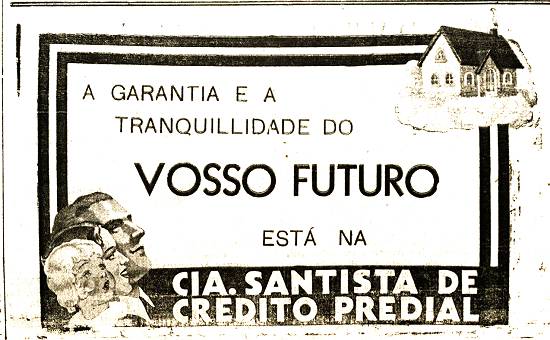 A GARANTIA E A
TRANQUILLIDADE DO
VOSSO FUTURO
ESTÁ NA
CIA. SANTISTA DE
CREDITO PREDIAL